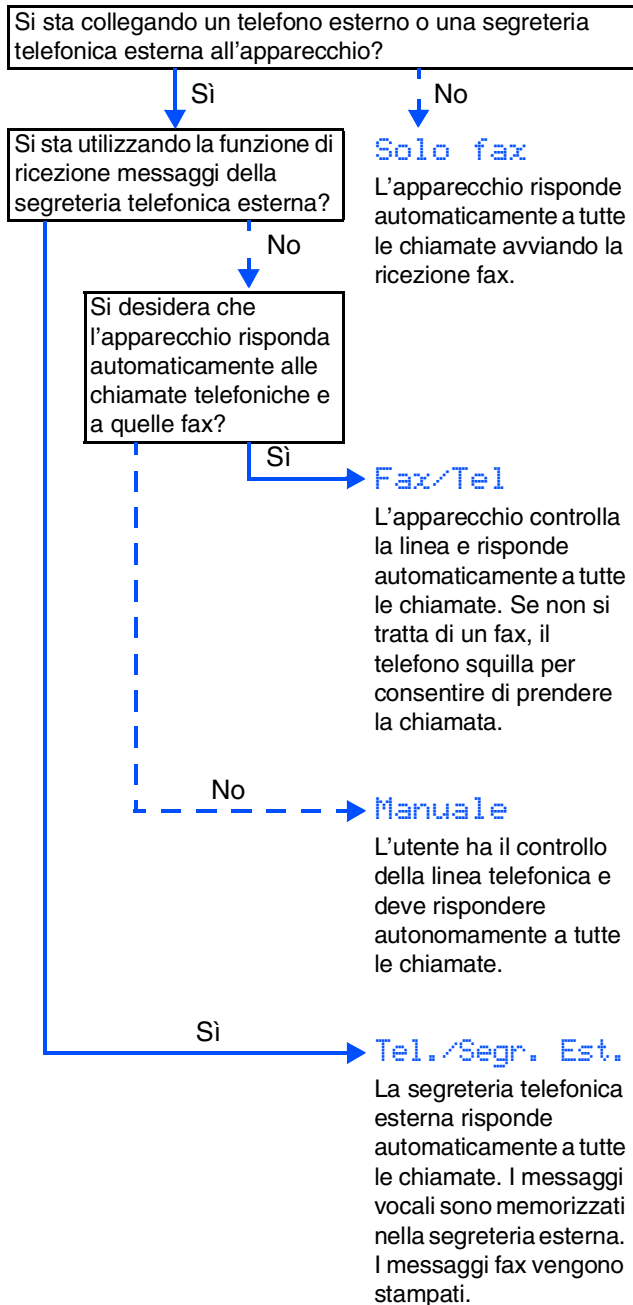 Si sta collegando un telefono esterno o una segreteria
telefonica esterna all'apparecchio?
Sì
No
Si sta utilizzando la funzione di
ricezione messaggi della
segreteria telefonica esterna?
Solo fax
L'apparecchio risponde
automaticamente a tutte
le chiamate avviando la
ricezione fax.
No
Si desidera che
l'apparecchio risponda
automaticamente alle
chiamate telefoniche e
a quelle fax?
Sì
Fax/Tel
L'apparecchio controlla
la linea e risponde
automaticamente a tutte
le chiamate. Se non si
tratta di un fax, il
telefono squilla per
consentire di prendere
la chiamata.
No
Manuale
L'utente ha il controllo
della linea telefonica e
deve rispondere
autonomamente a tutte
le chiamate.
Sì
Tel./Segr. Est.
La segreteria telefonica
esterna risponde
automaticamente a tutte
le chiamate. I messaggi
vocali sono memorizzati
nella segreteria esterna.
I messaggi fax vengono
stampati.